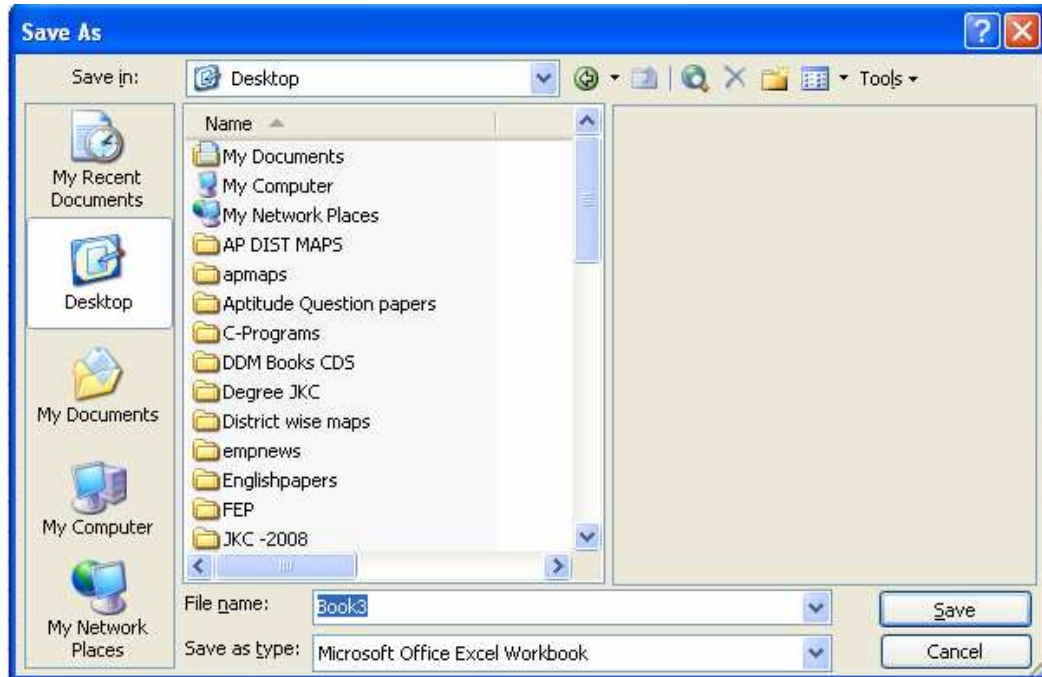 Save As
Save in:
Desktop
Tools
My Recent
Documents
Desktop
My Documents
My Computer
My Network
Places
Name
My Documents
My Computer
My Network Places
AP DIST MAPS
apmaps
Aptitude Question papers
C-Programs
DDM Books CDS
Degree JKC
District wise maps
empnews
Englishpapers
FEP
JKC -2008
File name:
Book3
Save
Save as type:
Microsoft Office Excel Workbook
Cancel